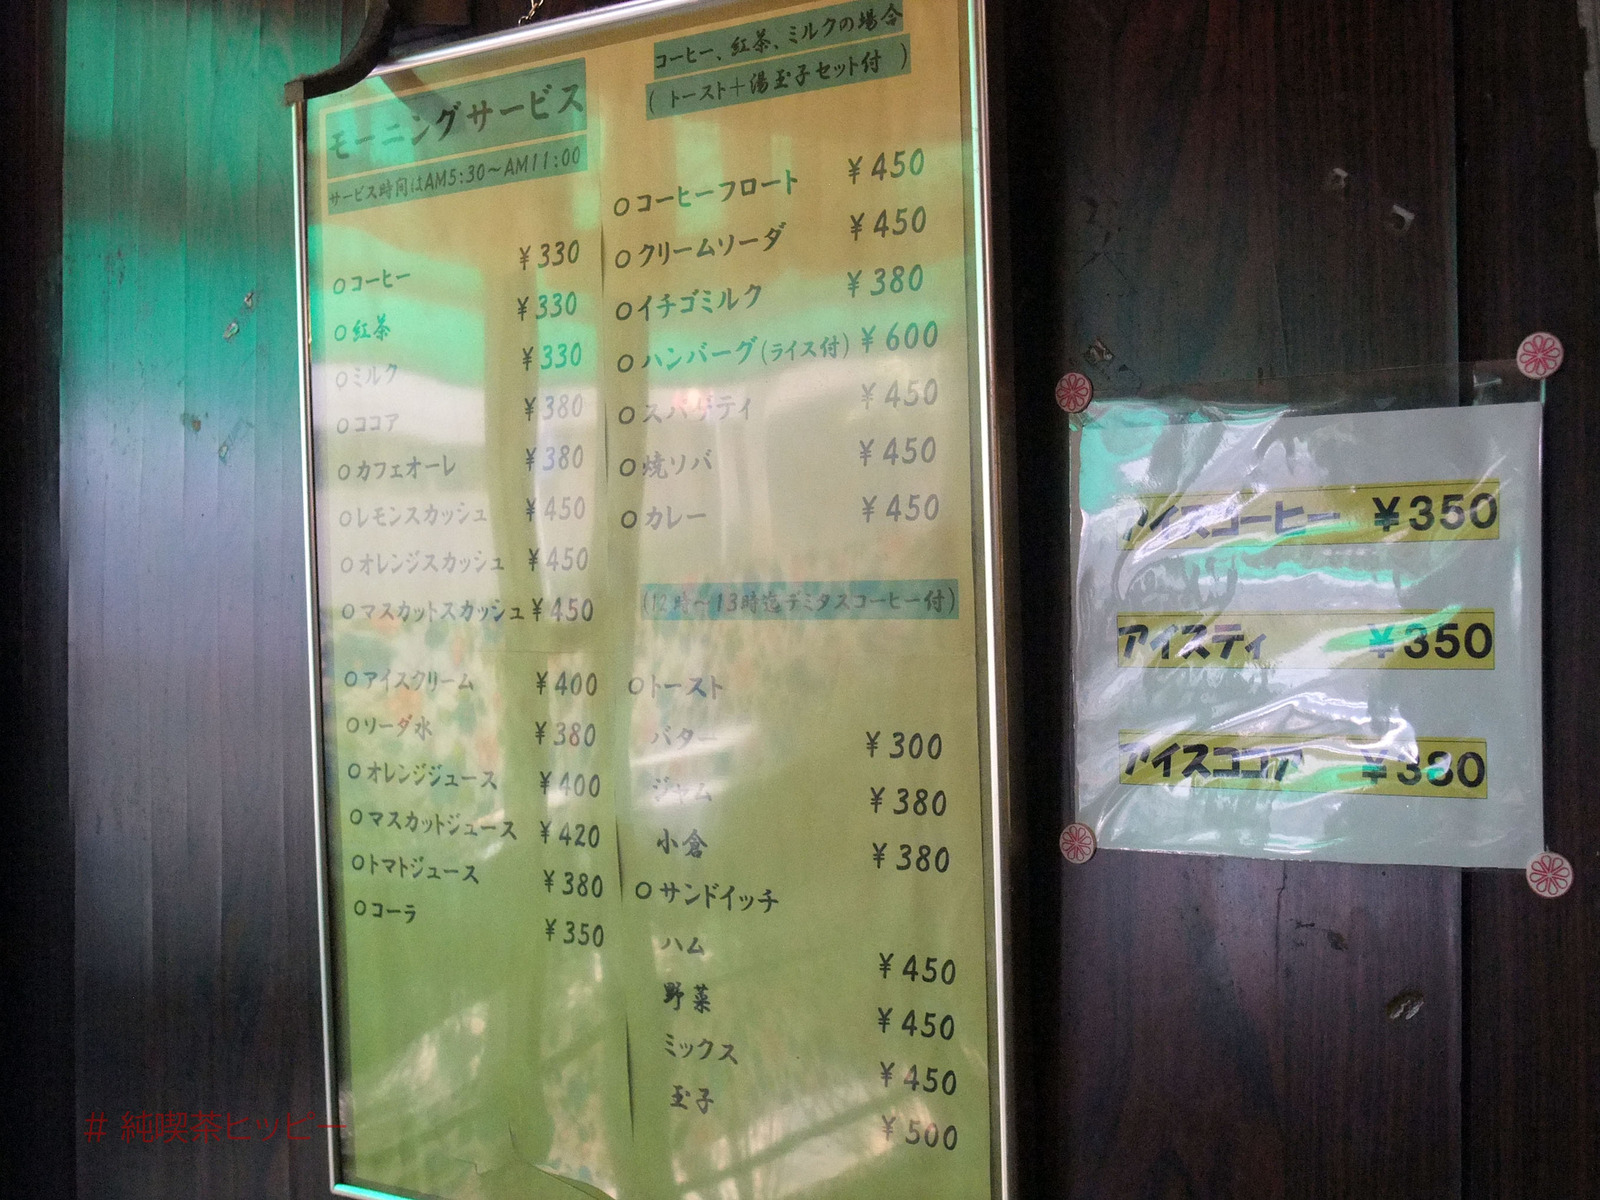 モーニングサービス
サービス時間はAM5:30〜AM11:00
コーヒー、紅茶、ミルクの場合
(トースト+湯玉子セット付)
○コーヒー ¥330
○紅茶 ¥330
○ミルク ¥330
○ココア ¥380
○カフェオーレ ¥380
○レモンスカッシュ ¥450
○オレンジスカッシュ ¥450
○マスカットスカッシュ ¥450
○アイスクリーム ¥400
○ソーダ水 ¥380
○オレンジジュース ¥400
○マスカットジュース ¥420
○トマトジュース ¥380
○コーラ ¥350
○コーヒーフロート ¥450
○クリームソーダ ¥450
○イチゴミルク ¥380
○ハンバーグ(ライス付) ¥600
○スパゲティ ¥450
○焼ソバ ¥450
○カレー ¥450
(12時〜13時迄デミタスコーヒー付)
○トースト
バター ¥300
ジャム ¥380
小倉 ¥380
○サンドイッチ
ハム ¥450
野菜 ¥450
ミックス ¥450
玉子 ¥500
アイスコーヒー ¥350
アイスティ ¥350
アイスココア ¥380
# 純喫茶ヒッピー